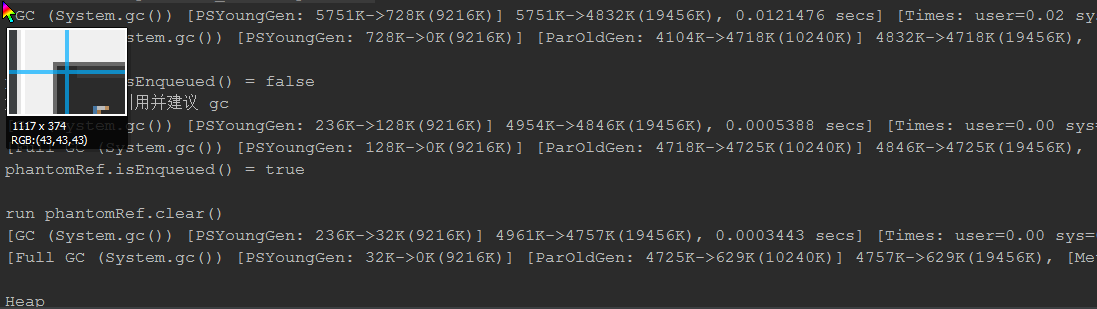 [GC (System.gc()) [PSYoungGen: 5751K->728K(9216K)] 5751K->4832K(19456K), 0.0121476 secs] [Times: user=0.02 sys
stem.gc()) [PSYoungGen: 728K->0K(9216K)] [ParOldGen: 4104K->4718K(10240K)] 4832K->4718K(19456K),
isEnqueued() = false
用并建议 gc
1117 x 374
RGB:(43,43,43)
stem.gc()) [PSYoungGen: 236K->128K(9216K)] 4954K->4846K(19456K), 0.0005388 secs] [Times: user=0.00 sys=
[Full GC (System.gc()) [PSYoungGen: 128K->0K(9216K)] [ParOldGen: 4718K->4725K(10240K)] 4846K->4725K(19456K),
phantomRef.isEnqueued() = true
run phantomRef.clear()
[GC (System.gc()) [PSYoungGen: 236K->32K(9216K)] 4961K->4757K(19456K), 0.0003443 secs] [Times: user=0.00 sys=
[Full GC (System.gc()) [PSYoungGen: 32K->0K(9216K)] [ParOldGen: 4725K->629K(10240K)] 4757K->629K(19456K), [Me
Heap